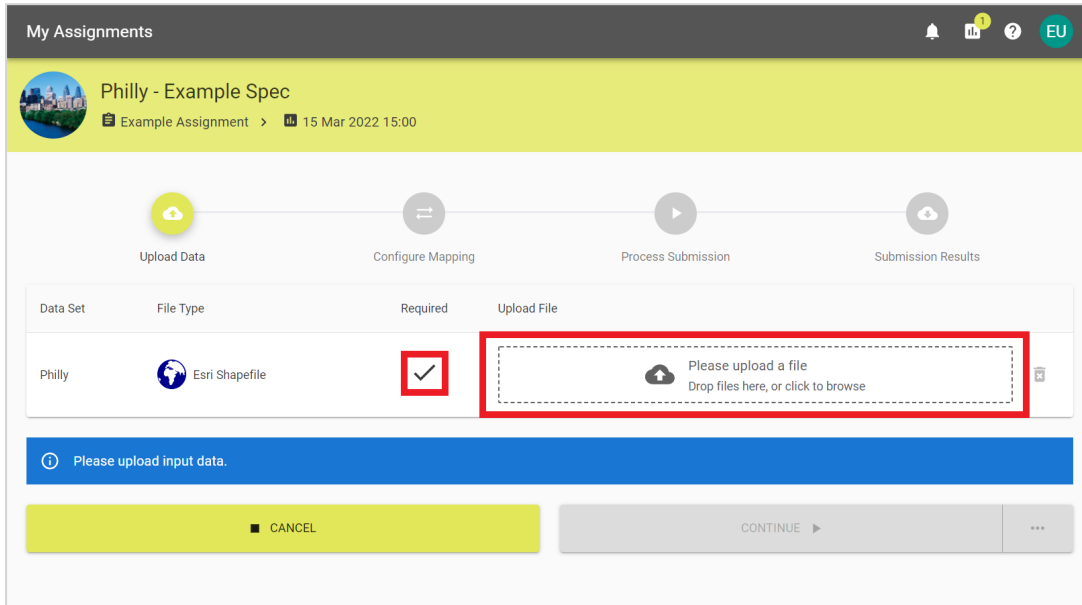 My Assignments
1
EU
Philly - Example Spec
Example Assignment > 15 Mar 2022 15:00
Upload Data
Configure Mapping
Process Submission
Submission Results
Data Set File Type Required Upload File
Please upload a file
Philly Esri Shapefile
Drop files here, or click to browse
Please upload input data.
CANCEL
CONTINUE